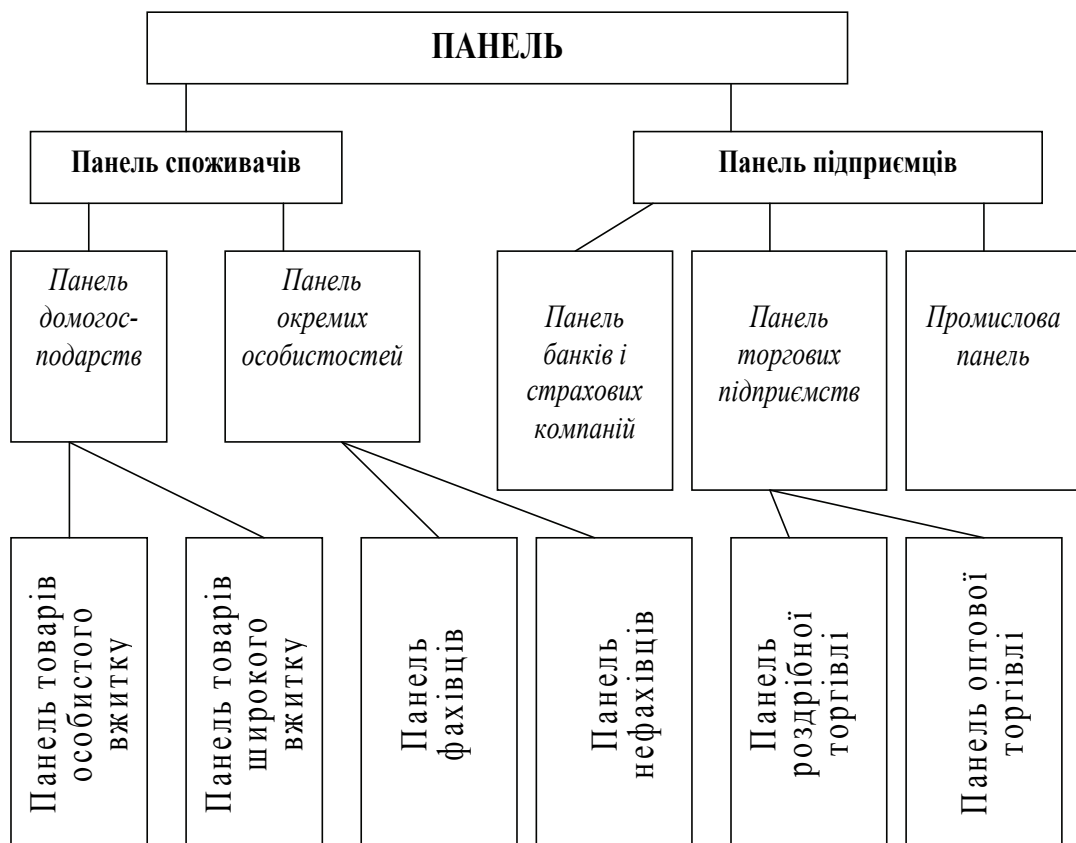 ПАНЕЛЬ
Панель споживачів
Панель підприємців
Панель
домогос-
подарств
Панель
окремих
особистостей
Панель
банків і
страхових
компаній
Панель
торгових
підприємств
Промислова
панель
Панель товарів
особистого
вжитку
Панель товарів
широкого
вжитку
Панель
фахівців
Панель
нефахівців
Панель
роздрібної
торгівлі
Панель оптової
торгівлі